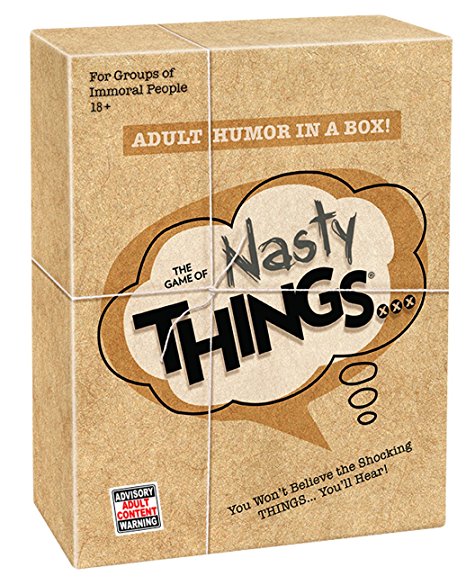 For Groups of
Immoral People
18+
ADULT HUMOR IN A BOX!
THE
GAME OF
Nasty
THINGS®...
xxx
You Won't Believe the Shocking
THINGS... You'll Hear!
ADVISORY
ADULT
CONTENT
WARNING